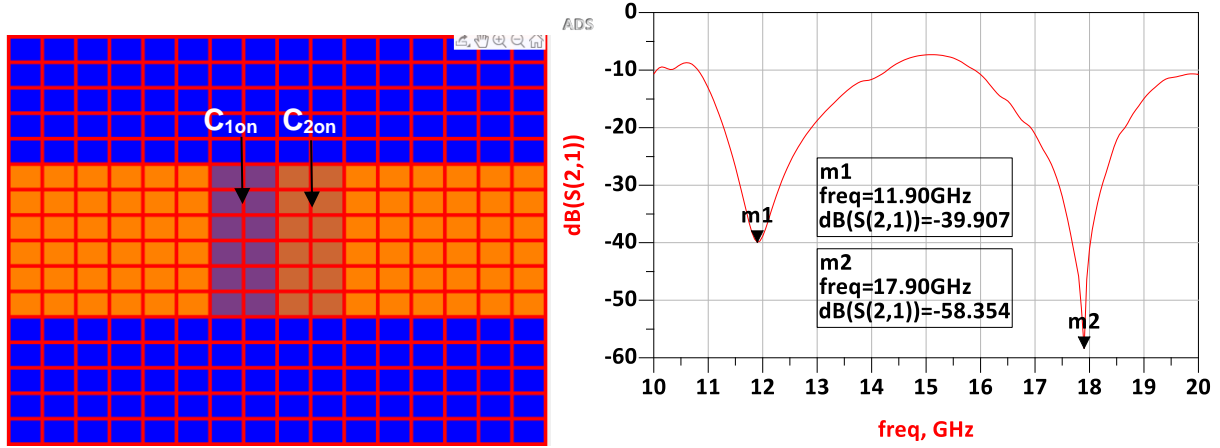 ADS
C1on C2on
0
-10
-20
-30
-40
-50
-60
dB(S(2,1))
m1
freq=11.90GHz
dB(S(2,1))=-39.907
m1
m2
freq=17.90GHz
dB(S(2,1))=-58.354
m2
10 11 12 13 14 15 16 17 18 19 20
freq, GHz